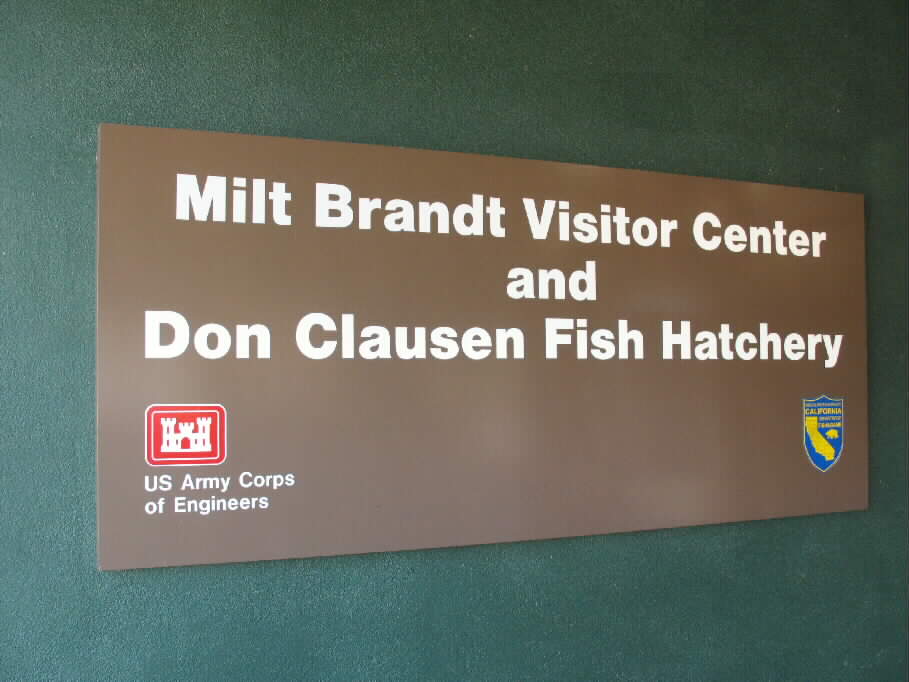 Milt Brandt Visitor Center
and
Don Clausen Fish Hatchery
US Army Corps
of Engineers
CALIFORNIA